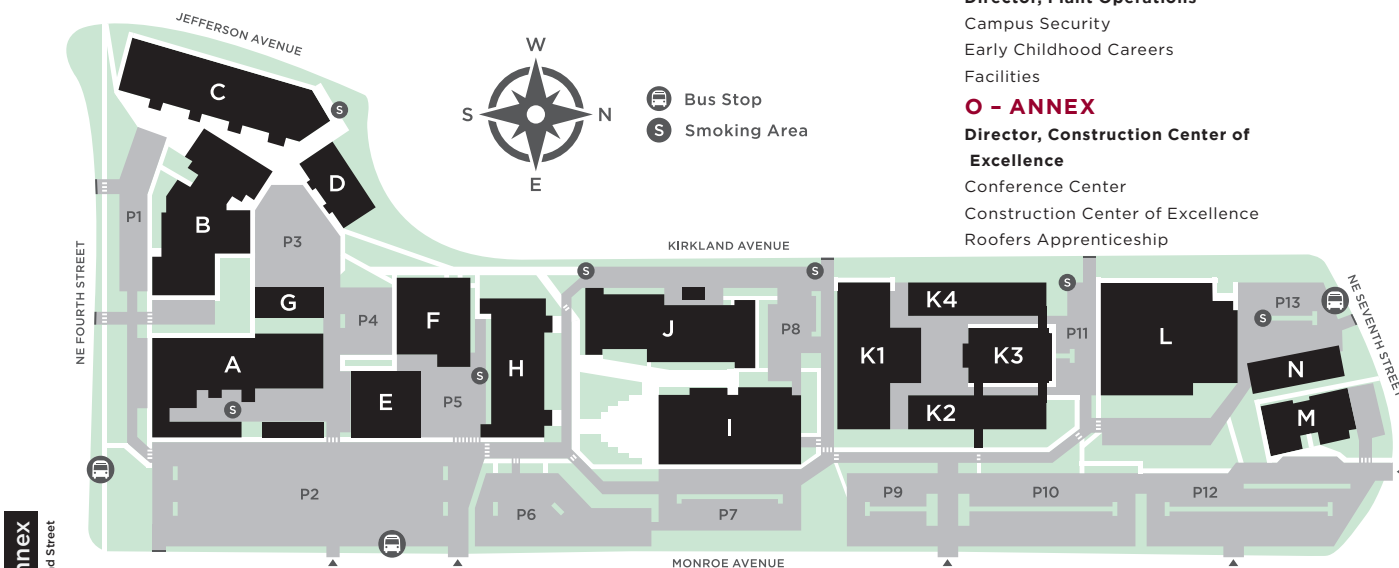 Director, Plant Operations
Campus Security
Early Childhood Careers
Facilities
O – ANNEX
Director, Construction Center of
Excellence
Conference Center
Construction Center of Excellence
Roofers Apprenticeship
JEFFERSON AVENUE
W
S
N
E
Bus Stop
S
Smoking Area
C
S
D
B
P1
P3
NE FOURTH STREET
KIRKLAND AVENUE
NE SEVENTH STREET
S
S
S
S
G
P4
F
H
J
P8
K1
K4
K3
K2
P11
L
P13
N
M
A
S
E
P5
S
I
P2
P6
P7
P9
P10
P12
MONROE AVENUE
nnex
d Street